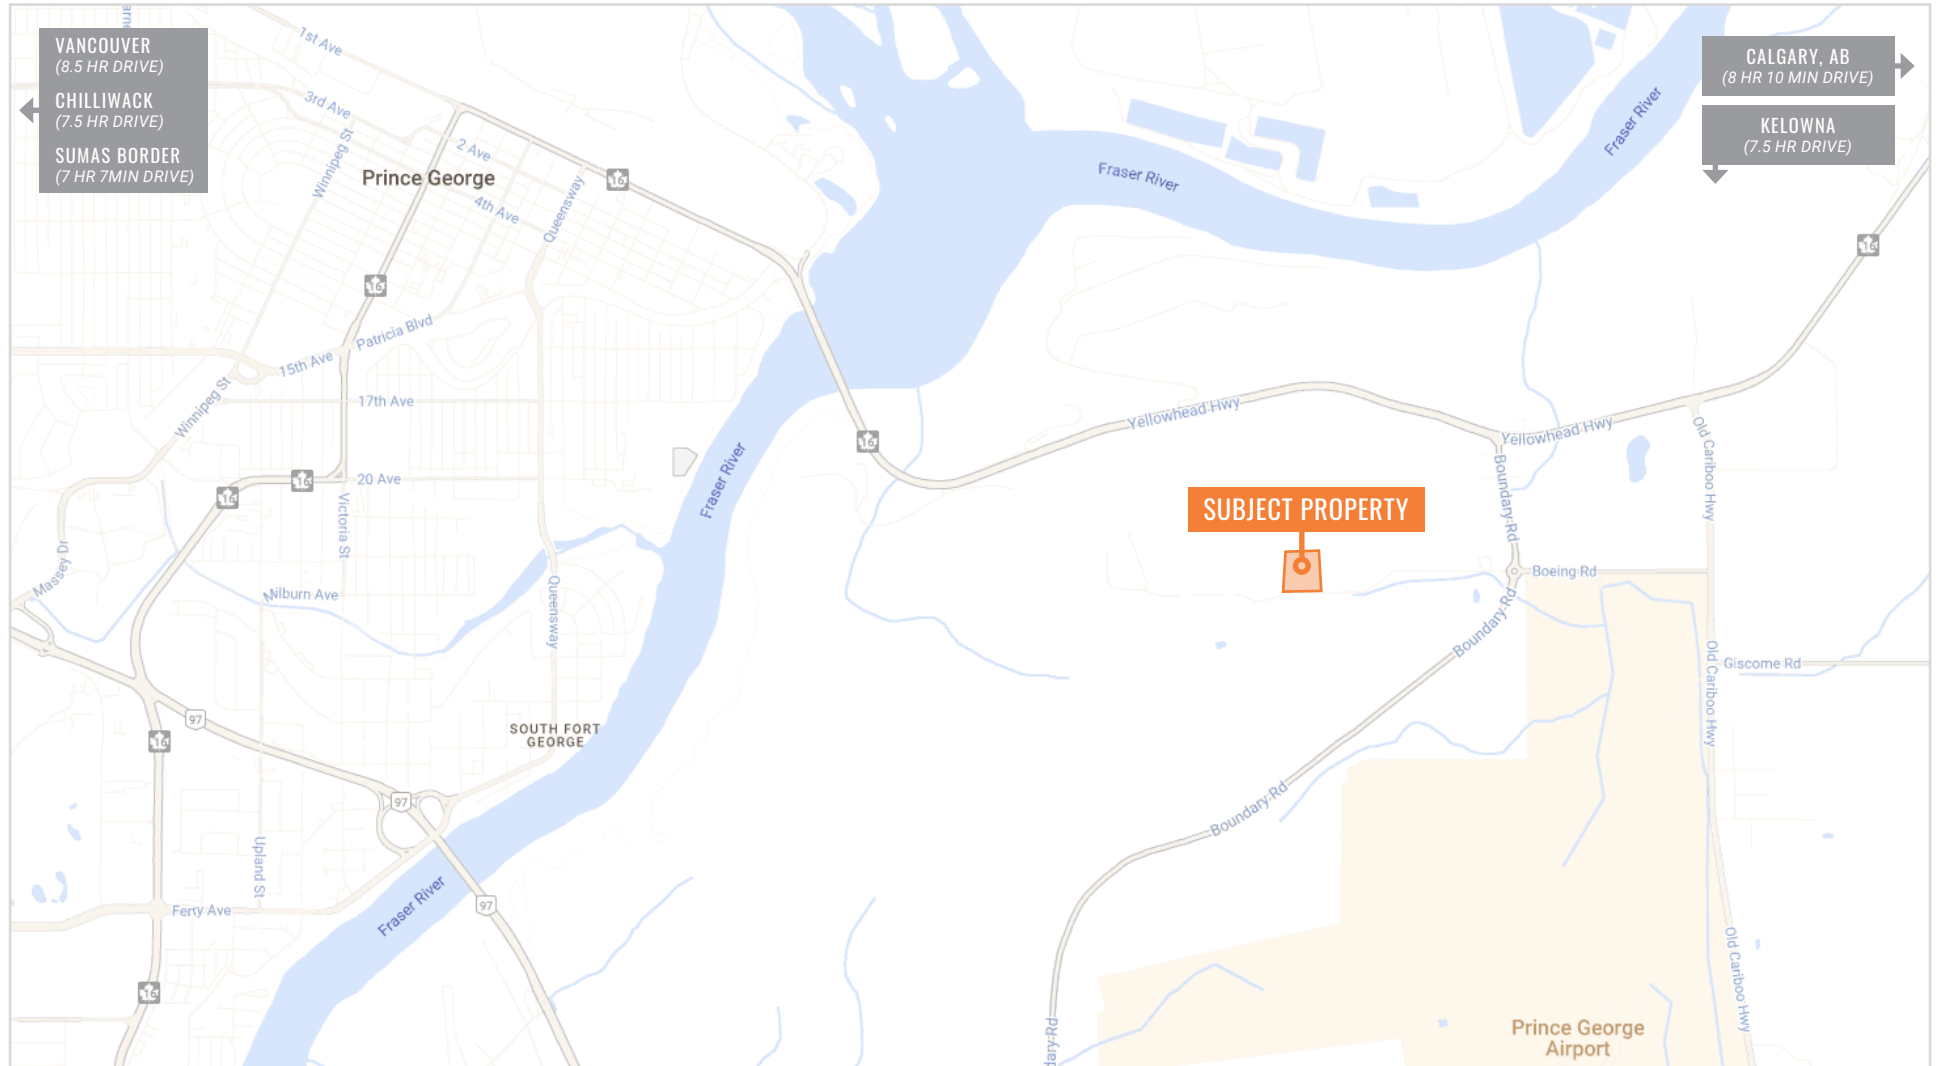 VANCOUVER
(8.5 HR DRIVE)
CHILLIWACK
(7.5 HR DRIVE)
SUMAS BORDER
(7 HR 7MIN DRIVE)
CALGARY, AB
(8 HR 10 MIN DRIVE)
KELOWNA
(7.5 HR DRIVE)
1st Ave
3rd Ave
Winnipeg St
2 Ave
Prince George
4th Ave
Queensway
16
Fraser River
Fraser River
16
16
Patricia Blvd
15th Ave
17th Ave
Winnipeg St
Yellowhead Hwy
Yellowhead Hwy
Old Cariboo Hwy
16
16
16
20 Ave
Victoria St
Fraser River
Boundary Rd
SUBJECT PROPERTY
Massey Dr
Milburn Ave
Queensway
Boeing Rd
Boundary Rd
Old Cariboo Hwy
Giscome Rd
97
16
SOUTH FORT
GEORGE
97
Boundary Rd
Upland St
Ferry Ave
Fraser River
97
16
Old Cariboo Hwy
dary Rd
Prince George
Airport